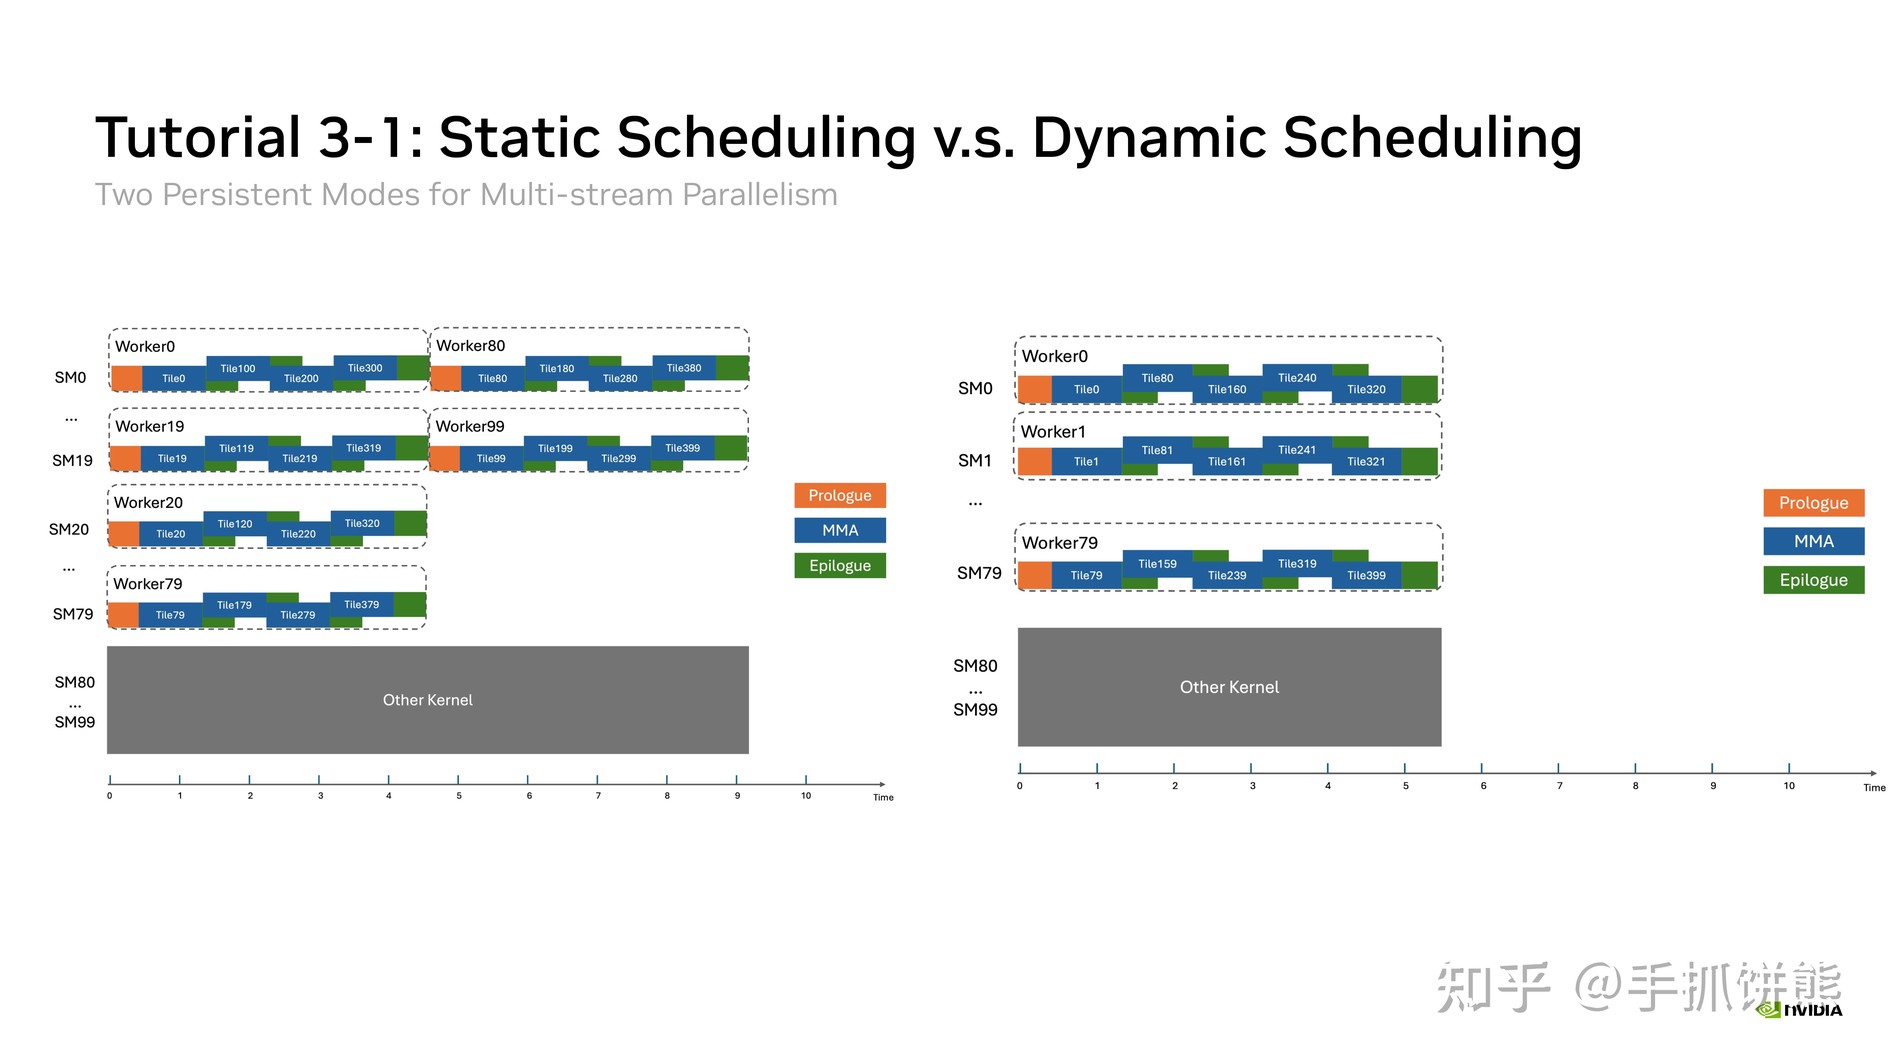 Tutorial 3-1: Static Scheduling v.s. Dynamic Scheduling
Two Persistent Modes for Multi-stream Parallelism
Worker0
Worker80
SM0
Tile0
Tile100
Tile200
Tile300
Tile80
Tile180
Tile280
Tile380
...
Worker19
Worker99
SM19
Tile19
Tile119
Tile219
Tile319
Tile99
Tile199
Tile299
Tile399
Worker20
SM20
Tile20
Tile120
Tile220
Tile320
...
Worker79
SM79
Tile79
Tile179
Tile279
Tile379
SM80
...
SM99
Other Kernel
Prologue
MMA
Epilogue
0 1 2 3 4 5 6 7 8 9 10 Time
Worker0
SM0
Tile0
Tile80
Tile160
Tile240
Tile320
Worker1
SM1
Tile1
Tile81
Tile161
Tile241
Tile321
...
Worker79
SM79
Tile79
Tile159
Tile239
Tile319
Tile399
SM80
...
SM99
Other Kernel
Prologue
MMA
Epilogue
0 1 2 3 4 5 6 7 8 9 10 Time
知乎 @手抓饼熊
NVIDIA